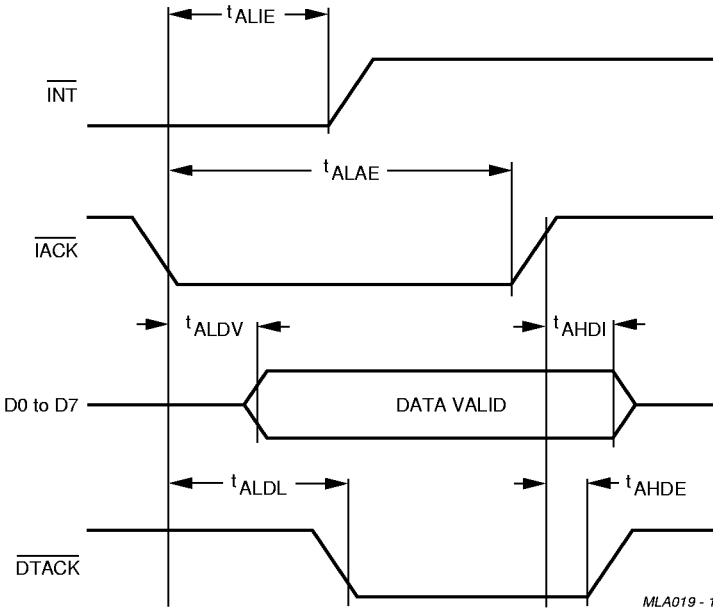 tALIE
INT
tALAE
IACK
tALDV
tAHDI
D0 to D7
DATA VALID
tALDL
tAHDE
DTACK
MLA019 - 1